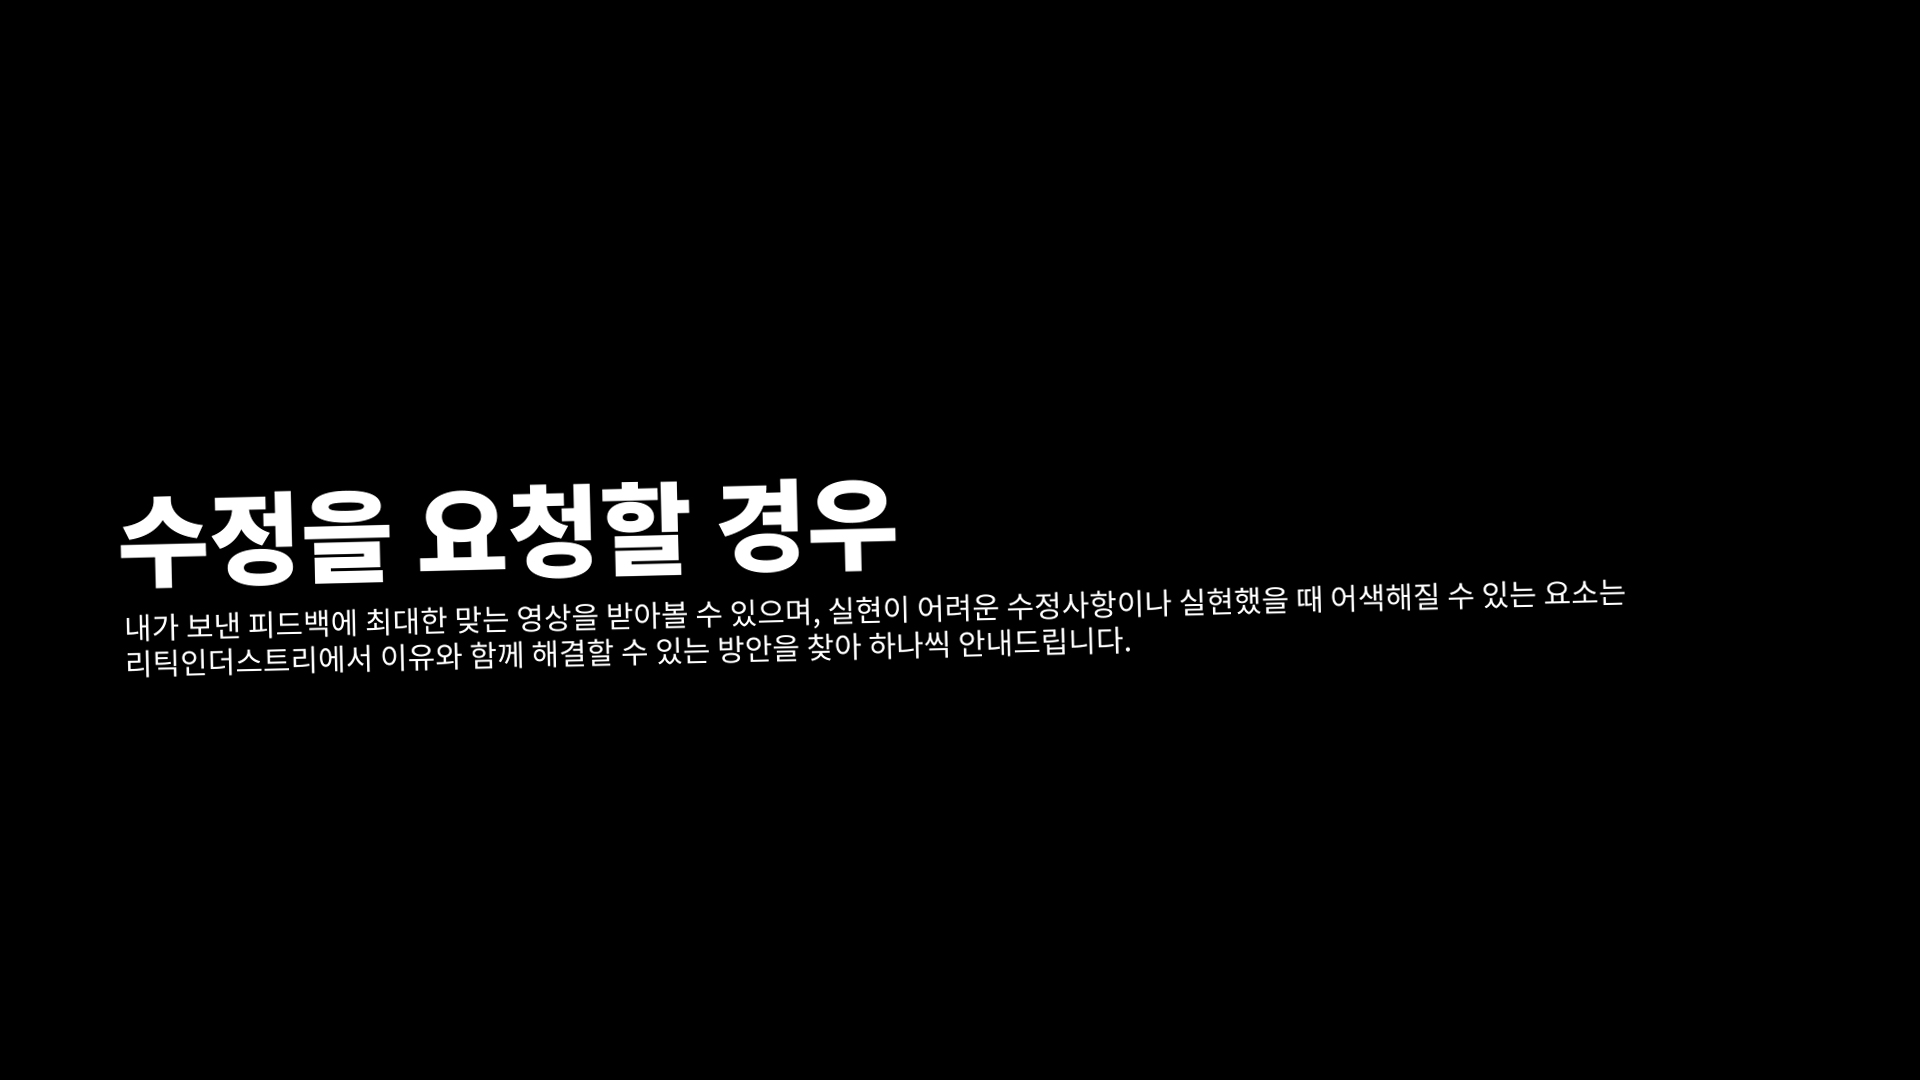 수정을 요청할 경우
내가 보낸 피드백에 최대한 맞는 영상을 받아볼 수 있으며, 실현이 어려운 수정사항이나 실현했을 때 어색해질 수 있는 요소는
리틱인더스트리에서 이유와 함께 해결할 수 있는 방안을 찾아 하나씩 안내드립니다.